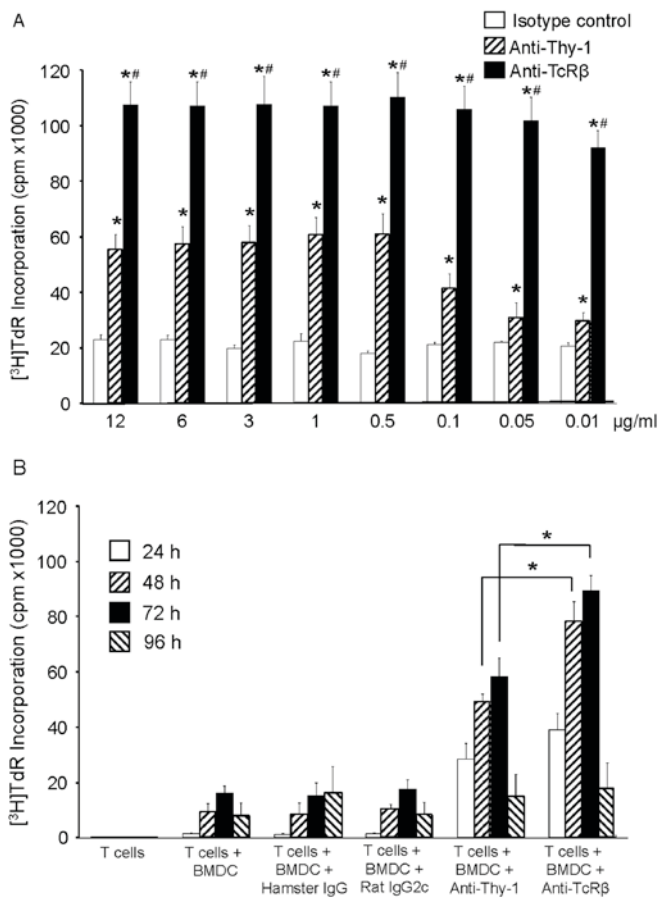 A
Isotype control
Anti-Thy-1
Anti-TcRβ
[³H]TdR Incorporation (cpm x1000)
120
100
80
60
40
20
0
*# *# *# *# *# *# *# *#
* * * * * * * *
12 6 3 1 0.5 0.1 0.05 0.01 µg/ml
B
[³H]TdR Incorporation (cpm x1000)
120
100
80
60
40
20
0
24 h
48 h
72 h
96 h
*
*
T cells
T cells +
BMDC
T cells +
BMDC +
Hamster IgG
T cells +
BMDC +
Rat IgG2c
T cells +
BMDC +
Anti-Thy-1
T cells +
BMDC +
Anti-TcRβ